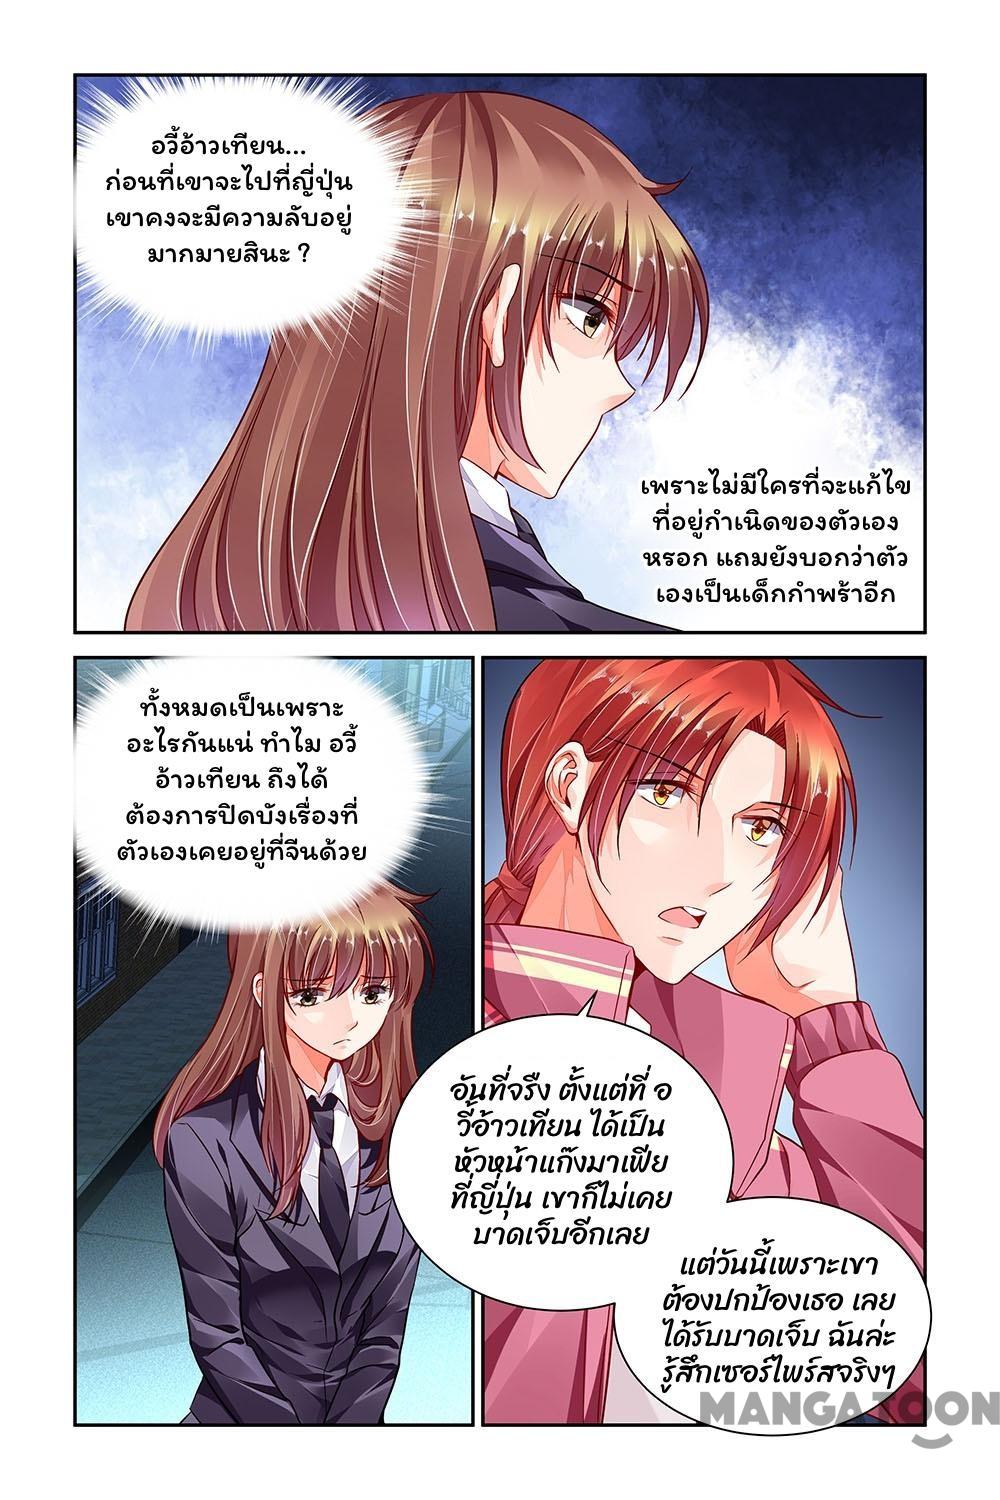 อวี้อ้าวเทียน...
ก่อนที่เขาจะไปที่ญี่ปุ่น
เขาคงจะมีความลับอยู่
มากมายสินะ ?
เพราะไม่มีใครที่จะแก้ไข
ที่อยู่กำเนิดของตัวเอง
หรอก แถมยังบอกว่าตัว
เองเป็นเด็กกำพร้าอีก
ทั้งหมดเป็นเพราะ
อะไรกันแน่ ทำไม อวี้
อ้าวเทียน ถึงได้
ต้องการปิดบังเรื่องที่
ตัวเองเคยอยู่ที่จีนด้วย
อันที่จริง ตั้งแต่ที่ อ
วี้อ้าวเทียน ได้เป็น
หัวหน้าแก๊งมาเฟีย
ที่ญี่ปุ่น เขาก็ไม่เคย
บาดเจ็บอีกเลย
แต่วันนี้เพราะเขา
ต้องปกป้องเธอ เลย
ได้รับบาดเจ็บ ฉันล่ะ
รู้สึกเซอร์ไพร์สจริงๆ
MANGATOON